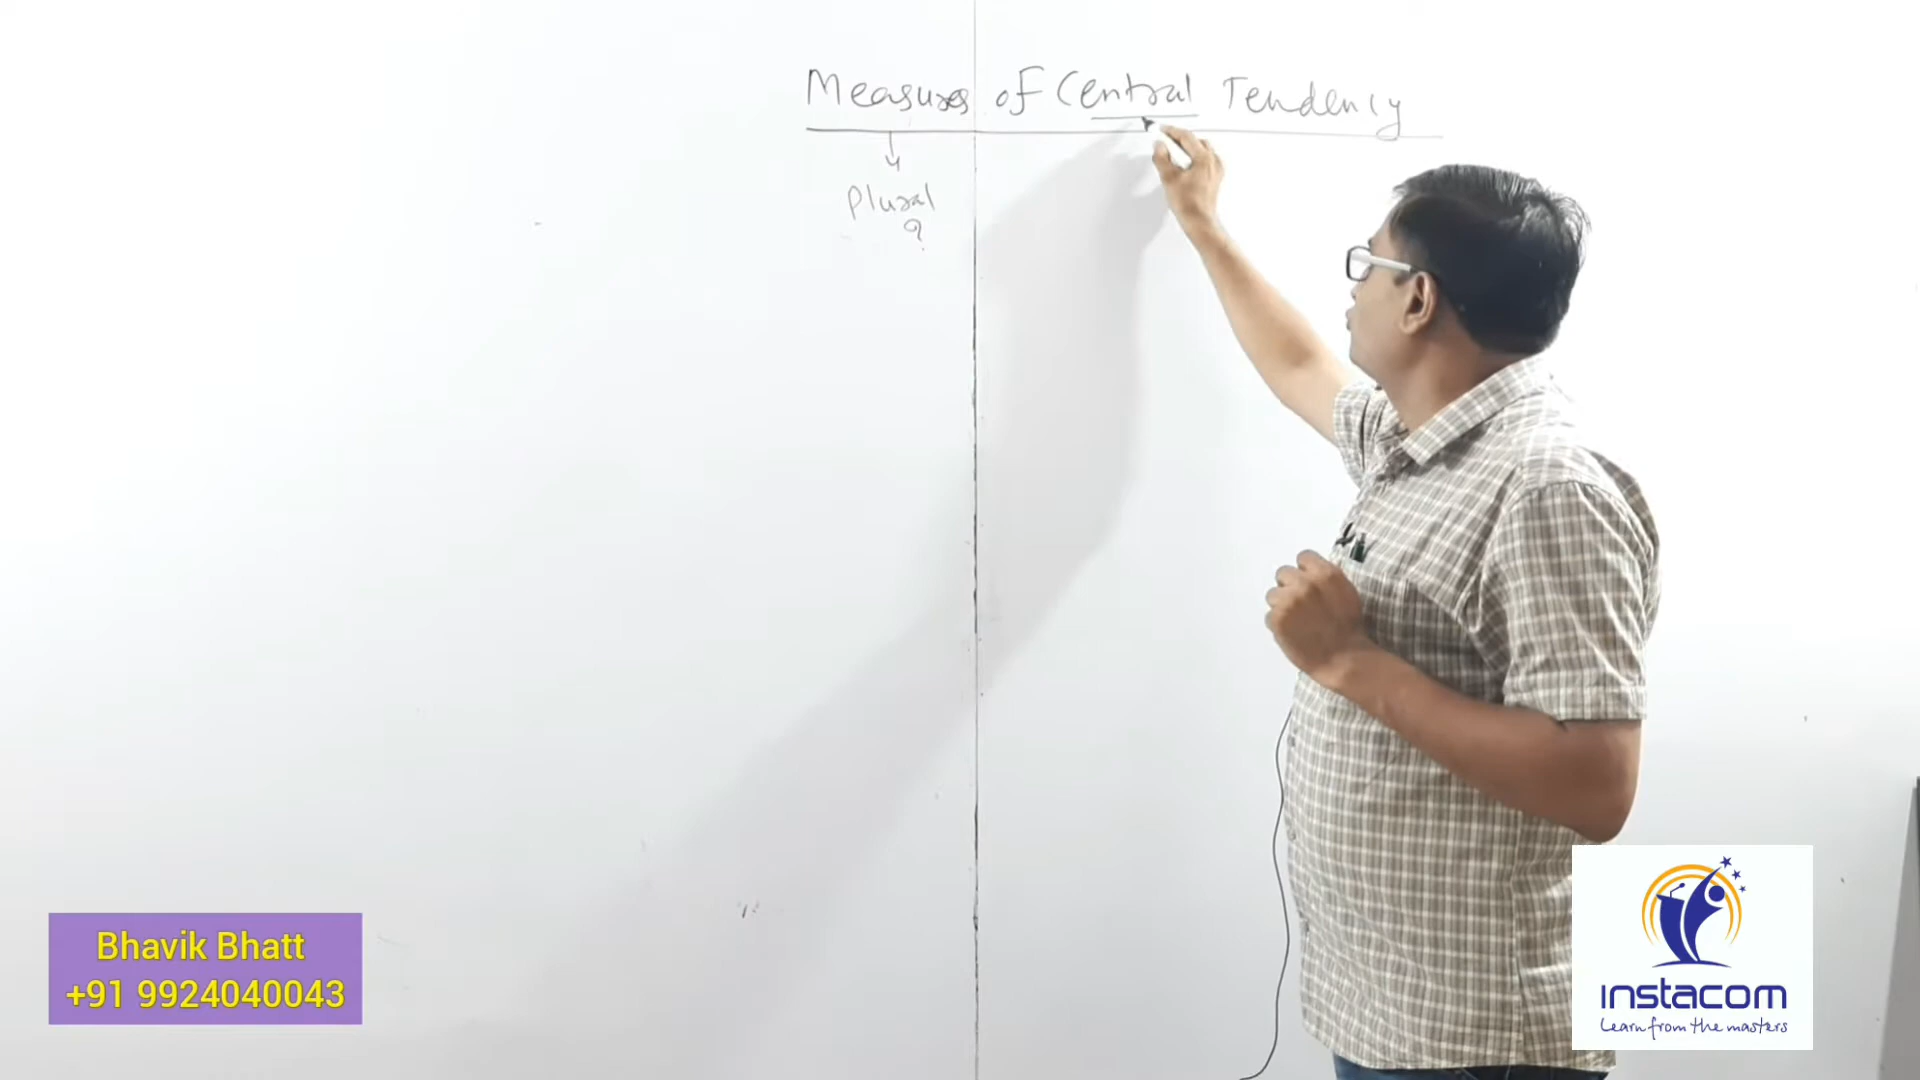 Measures of Central Tendency
Plural
?
Bhavik Bhatt
+91 9924040043
instacom
Learn from the masters